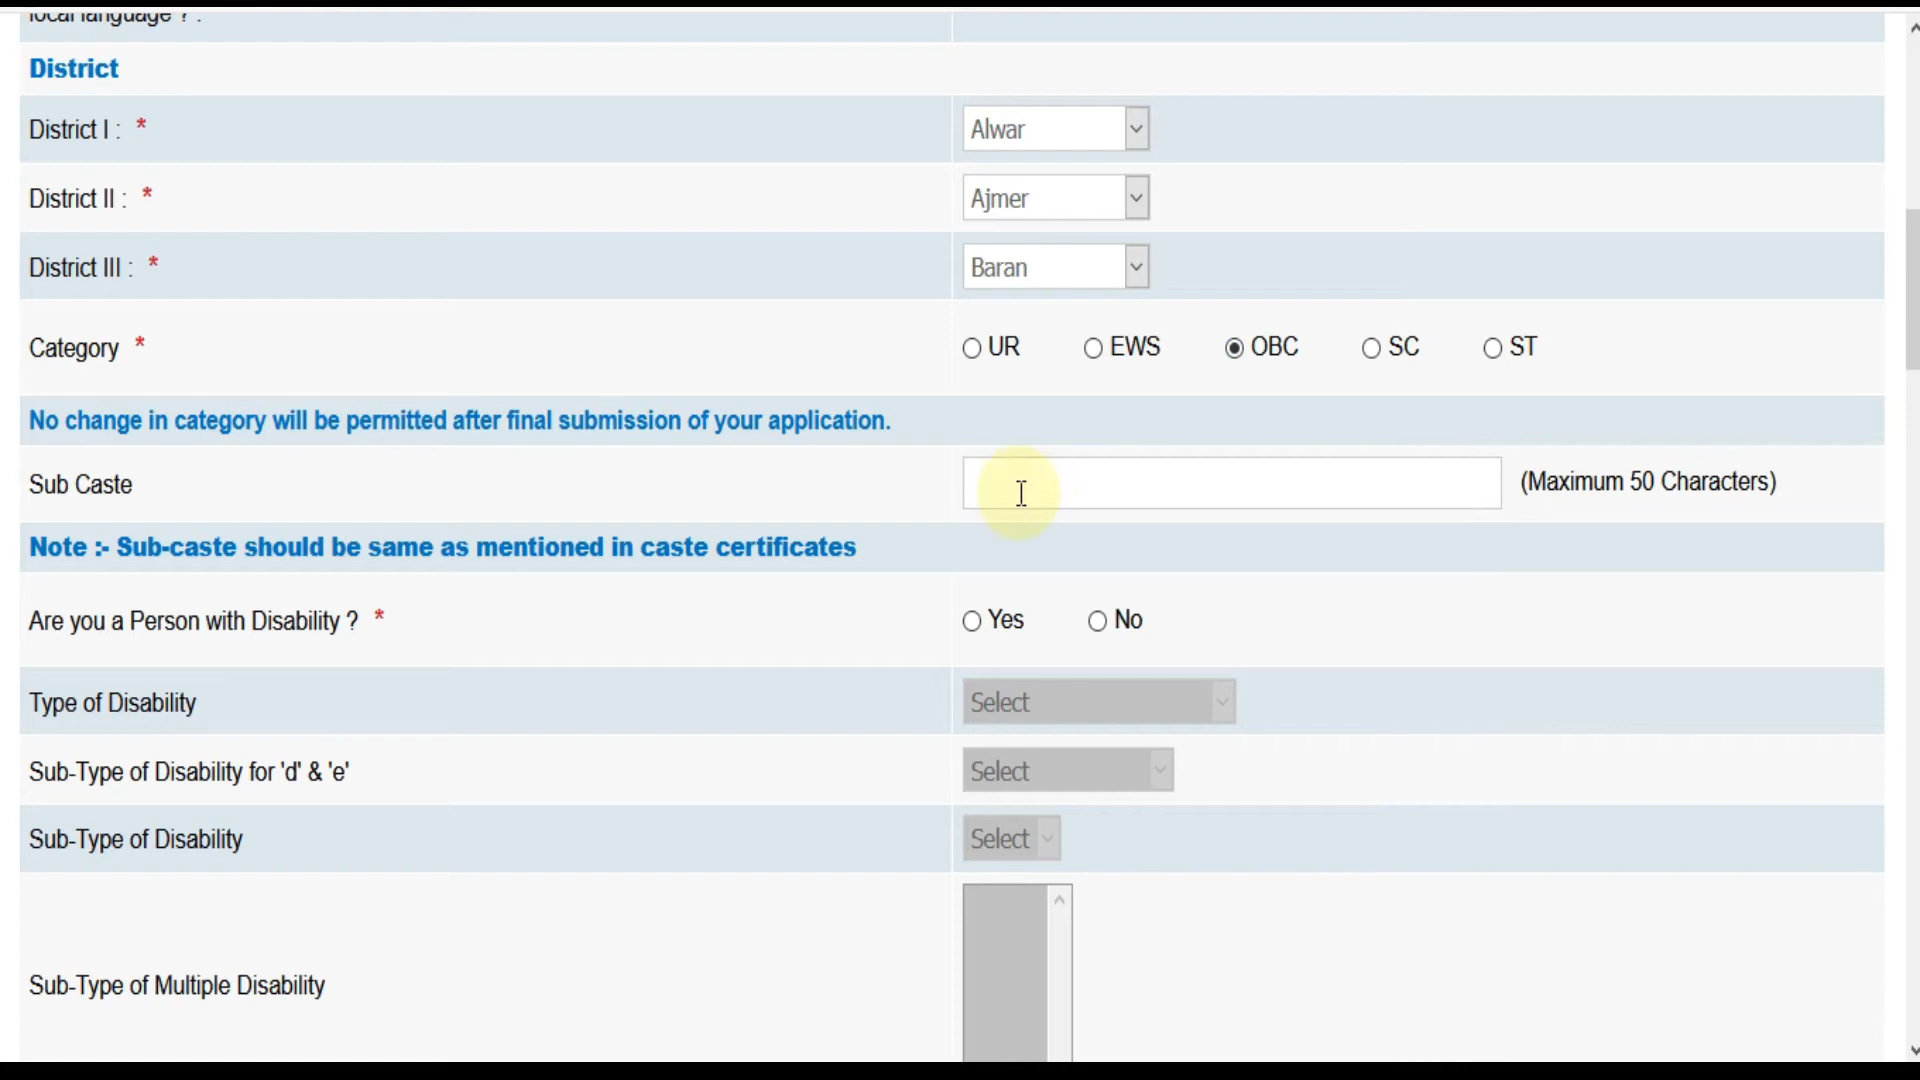 local language ? :
District
District I : * Alwar
District II : * Ajmer
District III : * Baran
Category * UR EWS OBC SC ST
No change in category will be permitted after final submission of your application.
Sub Caste (Maximum 50 Characters)
Note :- Sub-caste should be same as mentioned in caste certificates
Are you a Person with Disability ? * Yes No
Type of Disability Select
Sub-Type of Disability for 'd' & 'e' Select
Sub-Type of Disability Select
Sub-Type of Multiple Disability